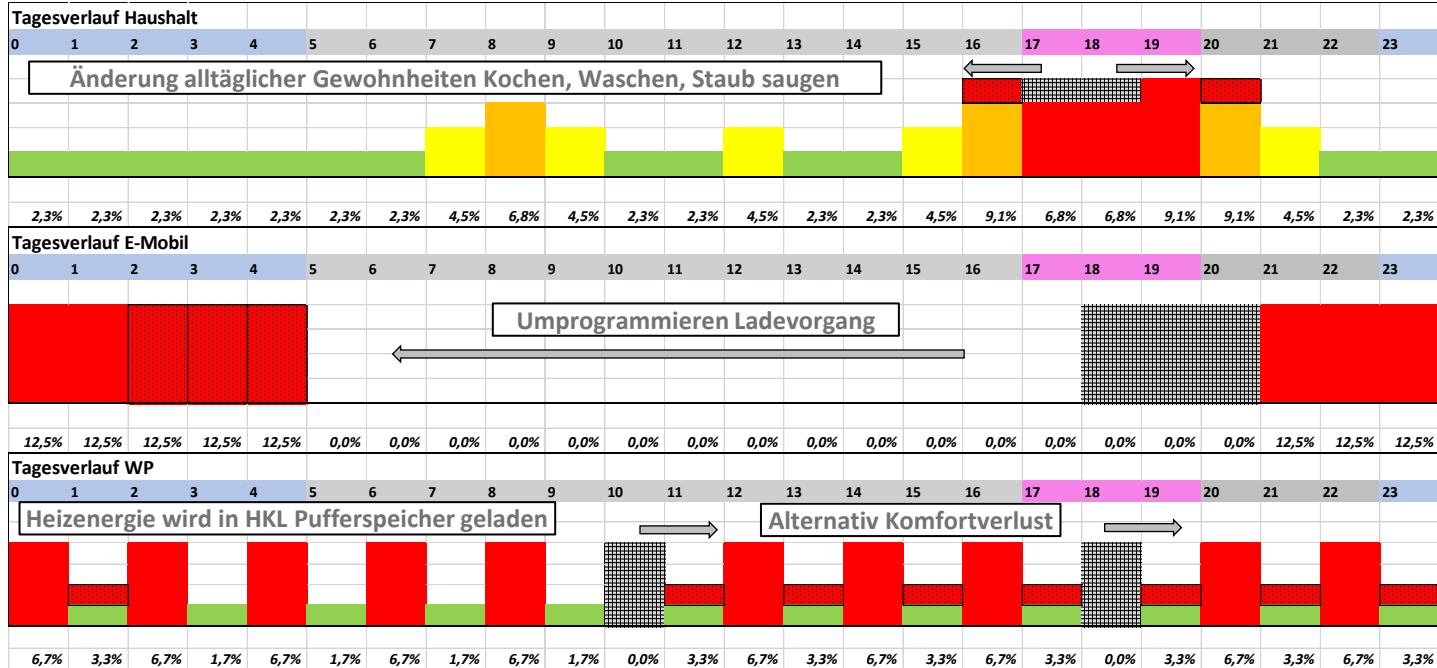 Tagesverlauf Haushalt
0 1 2 3 4 5 6 7 8 9 10 11 12 13 14 15 16 17 18 19 20 21 22 23
Änderung alltäglicher Gewohnheiten Kochen, Waschen, Staub saugen
2,3% 2,3% 2,3% 2,3% 2,3% 2,3% 2,3% 4,5% 6,8% 4,5% 2,3% 2,3% 4,5% 2,3% 2,3% 4,5% 9,1% 6,8% 6,8% 9,1% 9,1% 4,5% 2,3% 2,3%
Tagesverlauf E-Mobil
0 1 2 3 4 5 6 7 8 9 10 11 12 13 14 15 16 17 18 19 20 21 22 23
Umprogrammieren Ladevorgang
12,5% 12,5% 12,5% 12,5% 12,5% 0,0% 0,0% 0,0% 0,0% 0,0% 0,0% 0,0% 0,0% 0,0% 0,0% 0,0% 0,0% 0,0% 0,0% 0,0% 0,0% 12,5% 12,5% 12,5%
Tagesverlauf WP
0 1 2 3 4 5 6 7 8 9 10 11 12 13 14 15 16 17 18 19 20 21 22 23
Heizenergie wird in HKL Pufferspeicher geladen Alternativ Komfortverlust
6,7% 3,3% 6,7% 1,7% 6,7% 1,7% 6,7% 1,7% 6,7% 1,7% 0,0% 3,3% 6,7% 3,3% 6,7% 3,3% 6,7% 3,3% 0,0% 3,3% 6,7% 3,3% 6,7% 3,3%